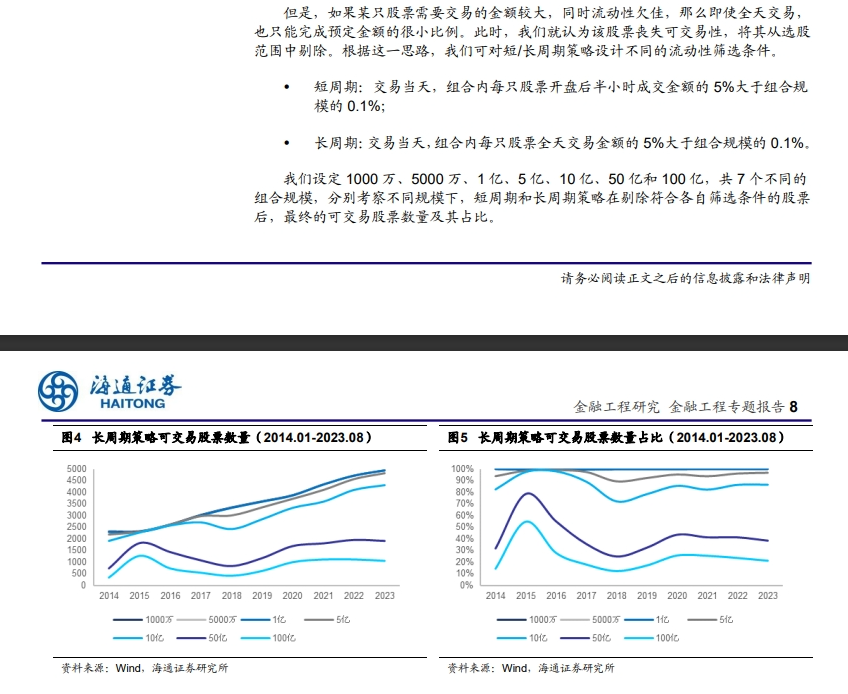 但是，如果某只股票需要交易的金额较大，同时流动性欠佳，那么即使全天交易，
也只能完成预定金额的很小比例。此时，我们就认为该股票丧失可交易性，将其从选股
范围中剔除。根据这一思路，我们可对短/长周期策略设计不同的流动性筛选条件。
• 短周期：交易当天，组合内每只股票开盘后半小时成交金额的 5%大于组合规
模的 0.1%；
• 长周期：交易当天，组合内每只股票全天交易金额的 5%大于组合规模的 0.1%。
我们设定 1000 万、5000 万、1 亿、5 亿、10 亿、50 亿和 100 亿，共 7 个不同的
组合规模，分别考察不同规模下，短周期和长周期策略在剔除符合各自筛选条件的股票
后，最终的可交易股票数量及其占比。
请务必阅读正文之后的信息披露和法律声明
海通证券
HAITONG
金融工程研究 金融工程专题报告 8
图4 长周期策略可交易股票数量（2014.01-2023.08）
5000
4500
4000
3500
3000
2500
2000
1500
1000
500
0
2014 2015 2016 2017 2018 2019 2020 2021 2022 2023
1000万 5000万 1亿 5亿
10亿 50亿 100亿
资料来源：Wind，海通证券研究所
图5 长周期策略可交易股票数量占比（2014.01-2023.08）
100%
90%
80%
70%
60%
50%
40%
30%
20%
10%
0%
2014 2015 2016 2017 2018 2019 2020 2021 2022 2023
1000万 5000万 1亿 5亿
10亿 50亿 100亿
资料来源：Wind，海通证券研究所